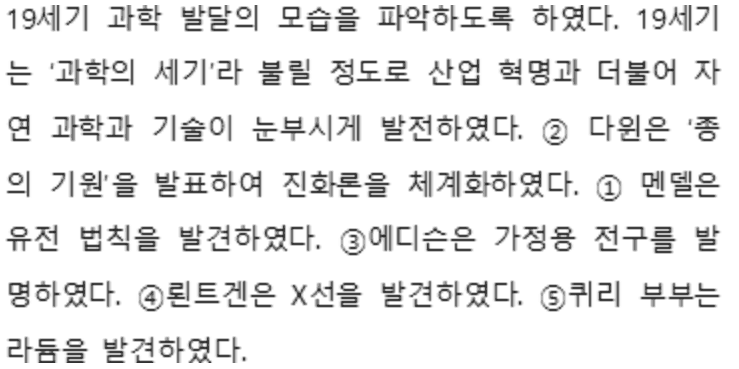 19세기 과학 발달의 모습을 파악하도록 하였다. 19세기
는 '과학의 세기'라 불릴 정도로 산업 혁명과 더불어 자
연 과학과 기술이 눈부시게 발전하였다. ② 다윈은 '종
의 기원'을 발표하여 진화론을 체계화하였다. ① 멘델은
유전 법칙을 발견하였다. ③에디슨은 가정용 전구를 발
명하였다. ④뢴트겐은 X선을 발견하였다. ⑤퀴리 부부는
라듐을 발견하였다.